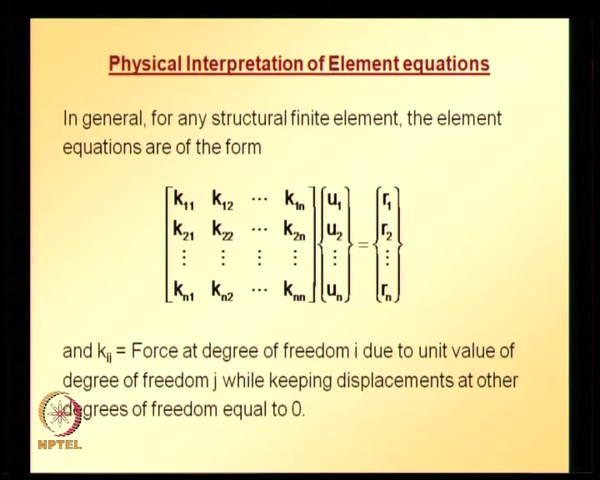 Physical Interpretation of Element equations
In general, for any structural finite element, the element
equations are of the form
k11 k12 ⋯ k1n u1 r1
k21 k22 ⋯ k2n u2 = r2
⋮ ⋮ ⋮ ⋮ ⋮ ⋮
kn1 kn2 ⋯ knn un rn
and kij = Force at degree of freedom i due to unit value of
degree of freedom j while keeping displacements at other
degrees of freedom equal to 0.
NPTEL